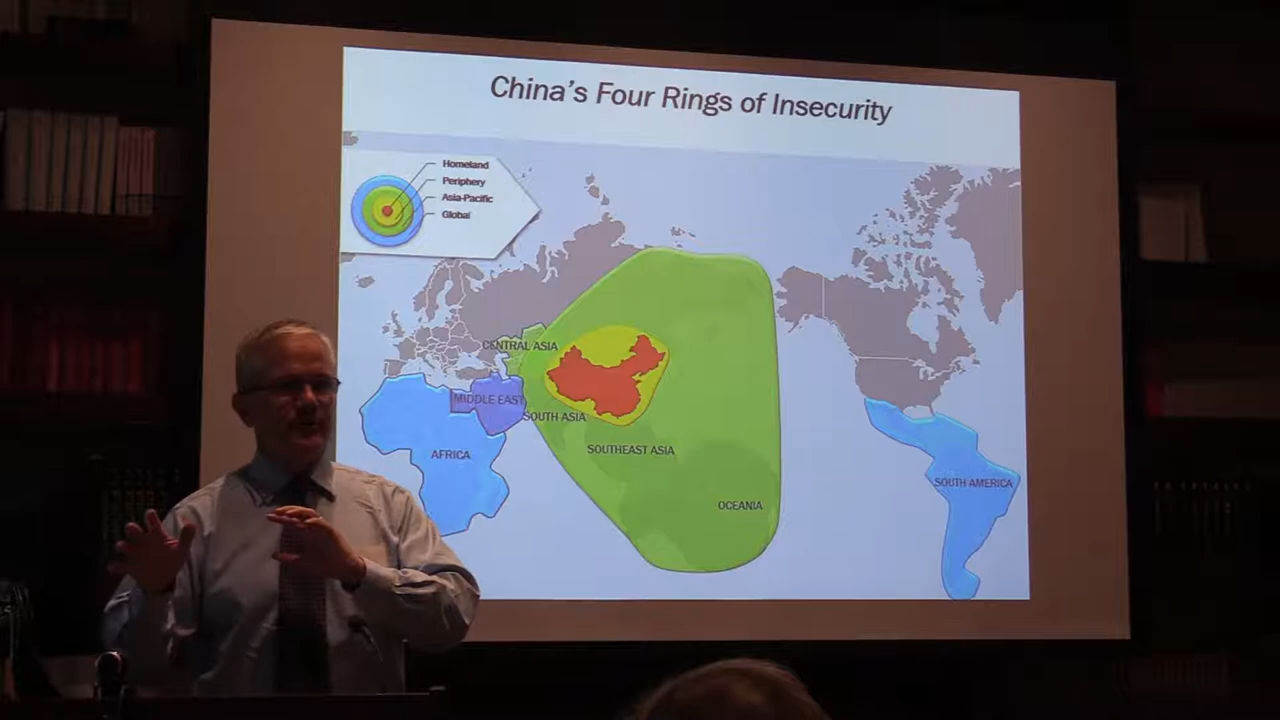 China's Four Rings of Insecurity
Homeland
Periphery
Asia-Pacific
Global
CENTRAL ASIA
MIDDLE EAST
SOUTH ASIA
AFRICA
SOUTHEAST ASIA
SOUTH AMERICA
OCEANIA